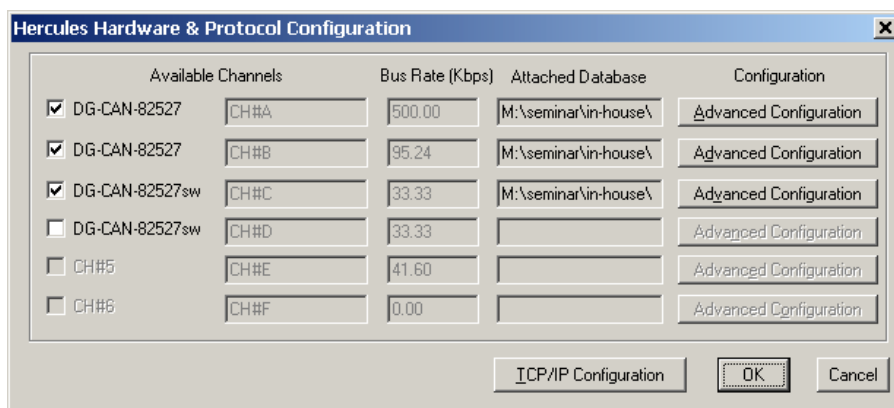 Hercules Hardware & Protocol Configuration
Available Channels Bus Rate (Kbps) Attached Database Configuration
DG-CAN-82527 CH#A 500.00 M:\seminar\in-house\ Advanced Configuration
DG-CAN-82527 CH#B 95.24 M:\seminar\in-house\ Advanced Configuration
DG-CAN-82527sw CH#C 33.33 M:\seminar\in-house\ Advanced Configuration
DG-CAN-82527sw CH#D 33.33 Advanced Configuration
CH#5 CH#E 41.60 Advanced Configuration
CH#6 CH#F 0.00 Advanced Configuration
TCP/IP Configuration OK Cancel